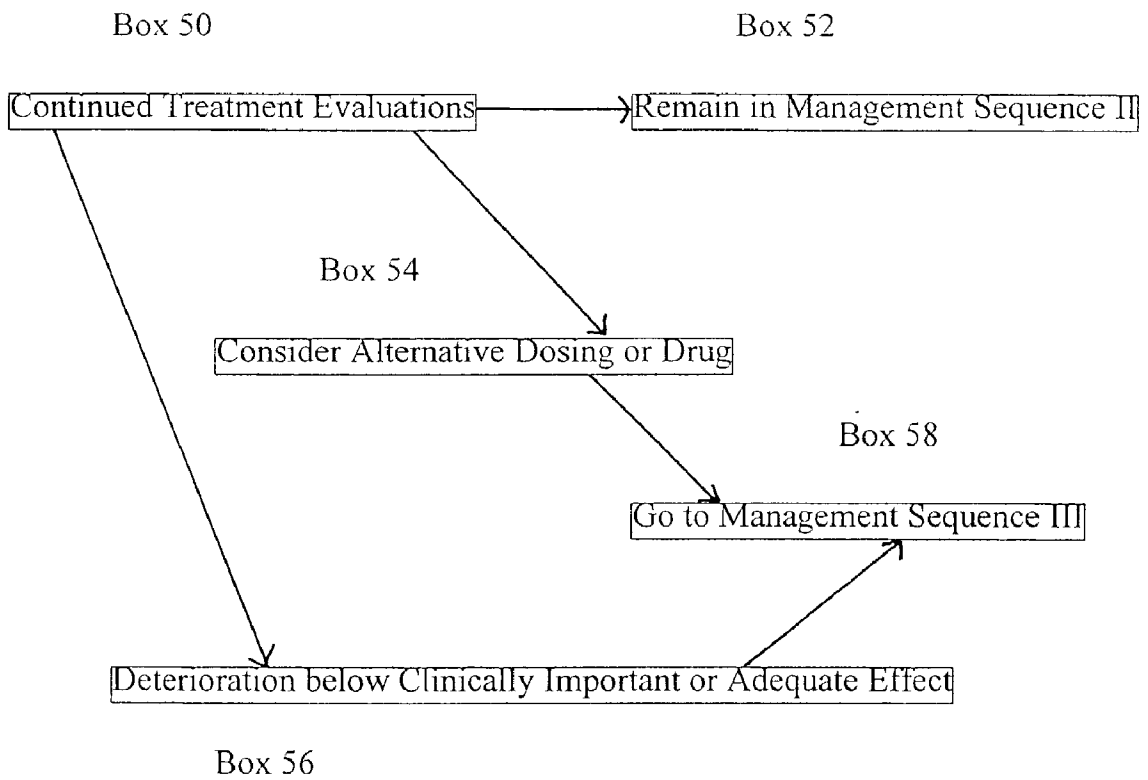 Box 50
Box 52
Continued Treatment Evaluations
Remain in Management Sequence II
Box 54
Consider Alternative Dosing or Drug
Box 58
Go to Management Sequence III
Deterioration below Clinically Important or Adequate Effect
Box 56